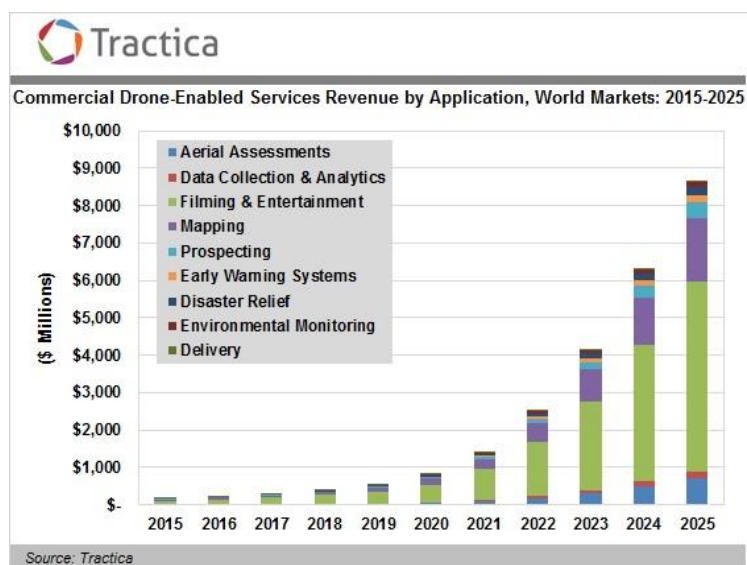 Tractica
Commercial Drone-Enabled Services Revenue by Application, World Markets: 2015-2025
$10,000
$9,000
$8,000
$7,000
$6,000
$5,000
$4,000
$3,000
$2,000
$1,000
$-
($ Millions)
Aerial Assessments
Data Collection & Analytics
Filming & Entertainment
Mapping
Prospecting
Early Warning Systems
Disaster Relief
Environmental Monitoring
Delivery
2015 2016 2017 2018 2019 2020 2021 2022 2023 2024 2025
Source: Tractica